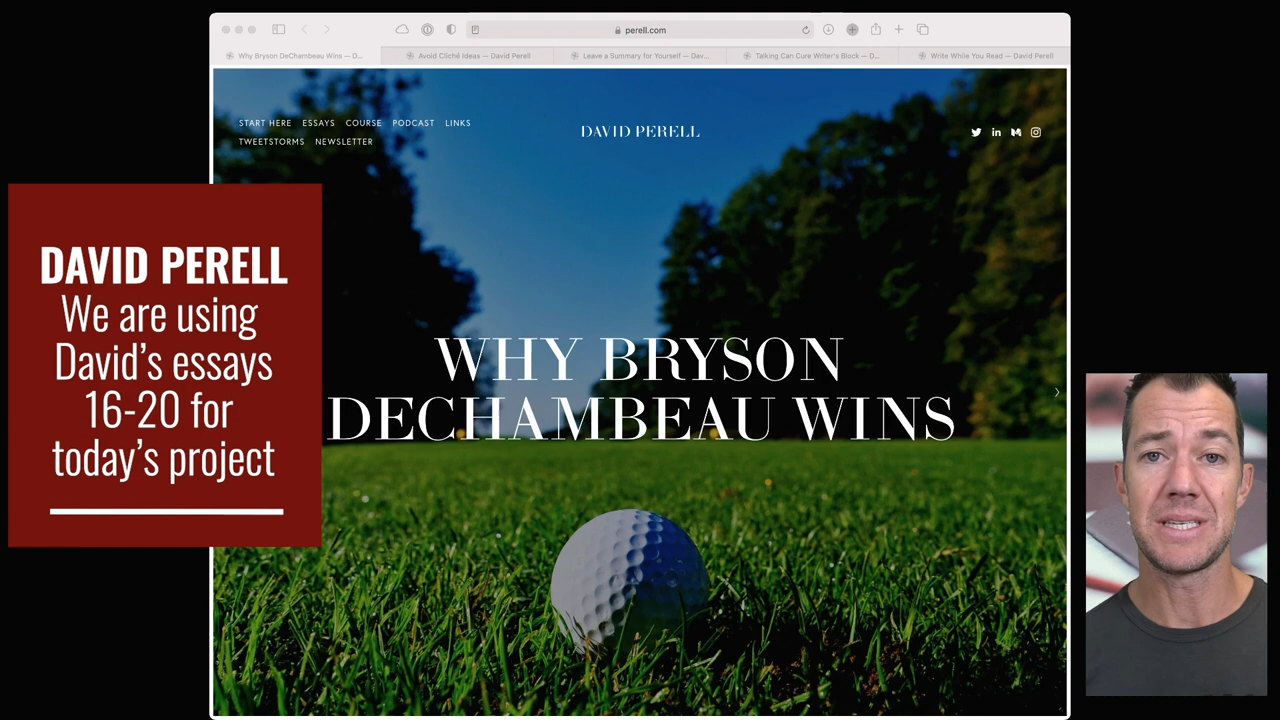 perell.com
Why Bryson DeChambeau Wins — D...
Avoid Cliché Ideas — David Perell
Leave a Summary for Yourself — Dav...
Talking Can Cure Writer's Block — D...
Write While You Read — David Perell
START HERE ESSAYS COURSE PODCAST LINKS
TWEETSTORMS NEWSLETTER
DAVID PERELL
DAVID PERELL
We are using
David's essays
16-20 for
today's project
WHY BRYSON
DECHAMBEAU WINS